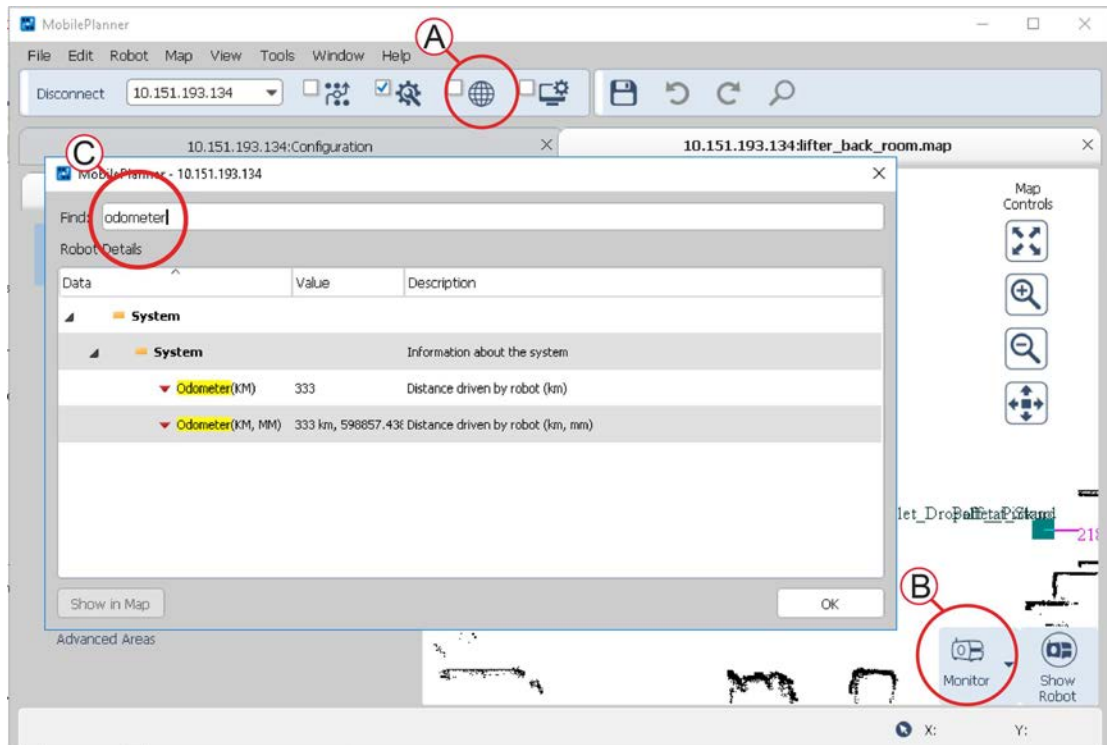 MobilePlanner
A
File Edit Robot Map View Tools Window Help
Disconnect 10.151.193.134
10.151.193.134:Configuration
10.151.193.134:lifter_back_room.map
C
MobilePlanner - 10.151.193.134
Find: odometer
Robot Details
Data Value Description
System
System Information about the system
Odometer(KM) 333 Distance driven by robot (km)
Odometer(KM, MM) 333 km, 598857.438 Distance driven by robot (km, mm)
Show in Map OK
Map
Controls
218
B
Advanced Areas
Monitor
Show
Robot
X: Y: